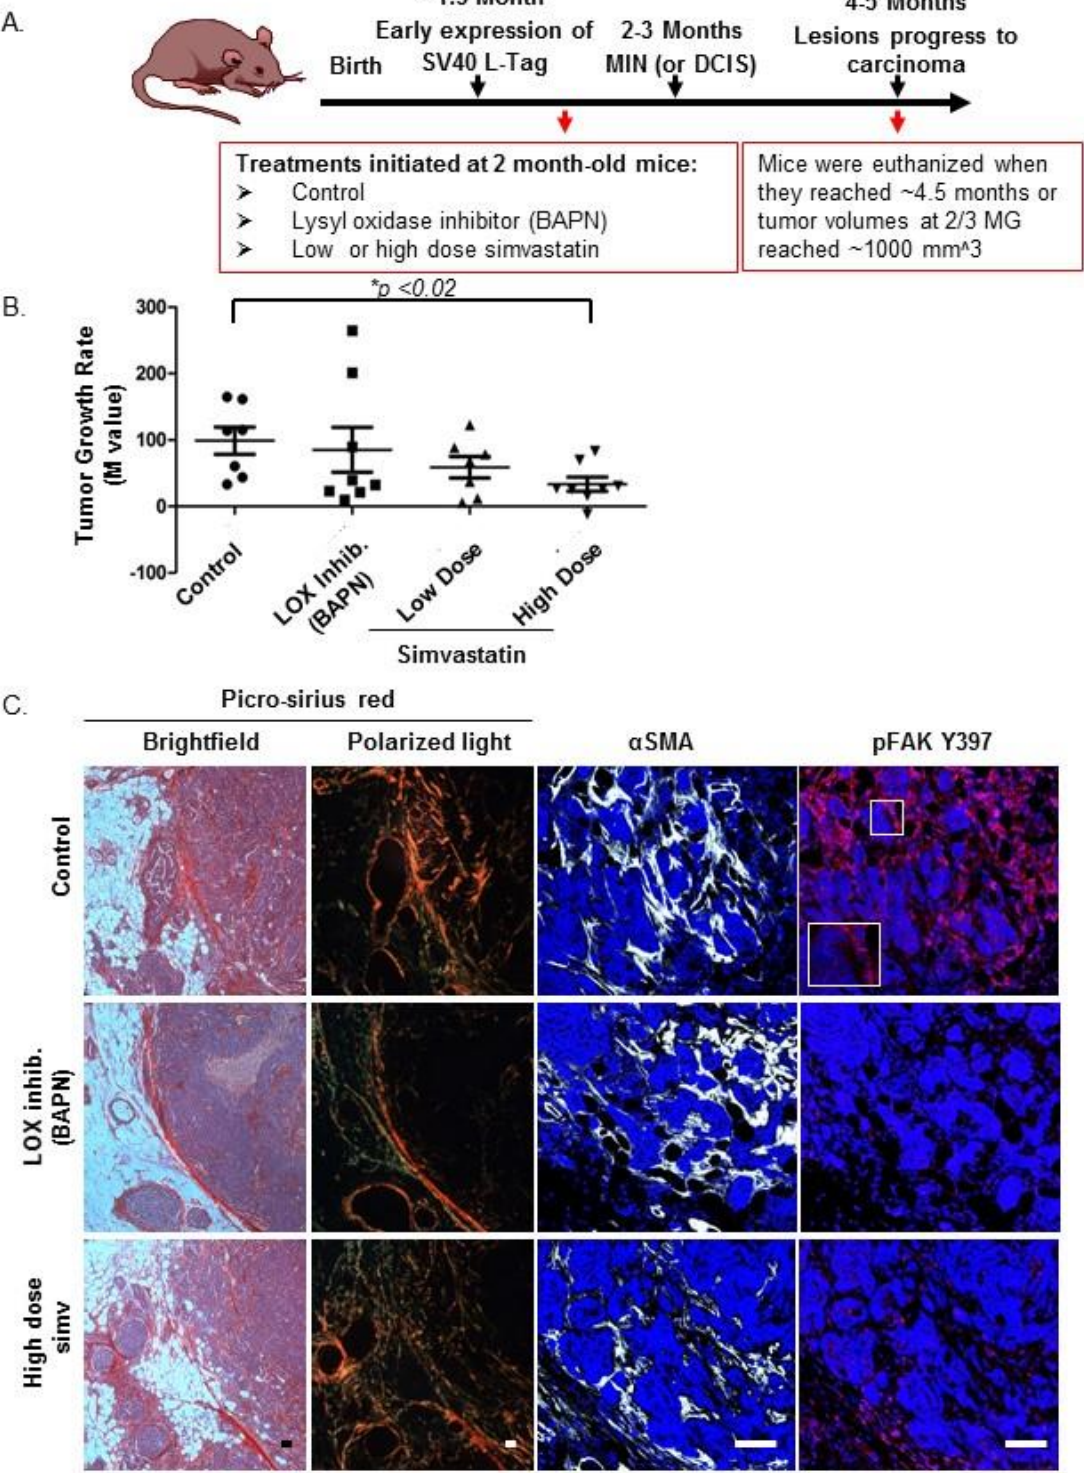 A.
4-5 Months
Early expression of
SV40 L-Tag
2-3 Months
MIN (or DCIS)
Lesions progress to
carcinoma
Birth
Treatments initiated at 2 month-old mice:
➢ Control
➢ Lysyl oxidase inhibitor (BAPN)
➢ Low or high dose simvastatin
Mice were euthanized when
they reached ~4.5 months or
tumor volumes at 2/3 MG
reached ~1000 mm^3
B.
*p <0.02
Tumor Growth Rate
(M value)
300
200
100
0
-100
Control
LOX Inhib.
(BAPN)
Low Dose
High Dose
Simvastatin
C.
Picro-sirius red
Brightfield
Polarized light
αSMA
pFAK Y397
Control
LOX inhib.
(BAPN)
High dose
simv